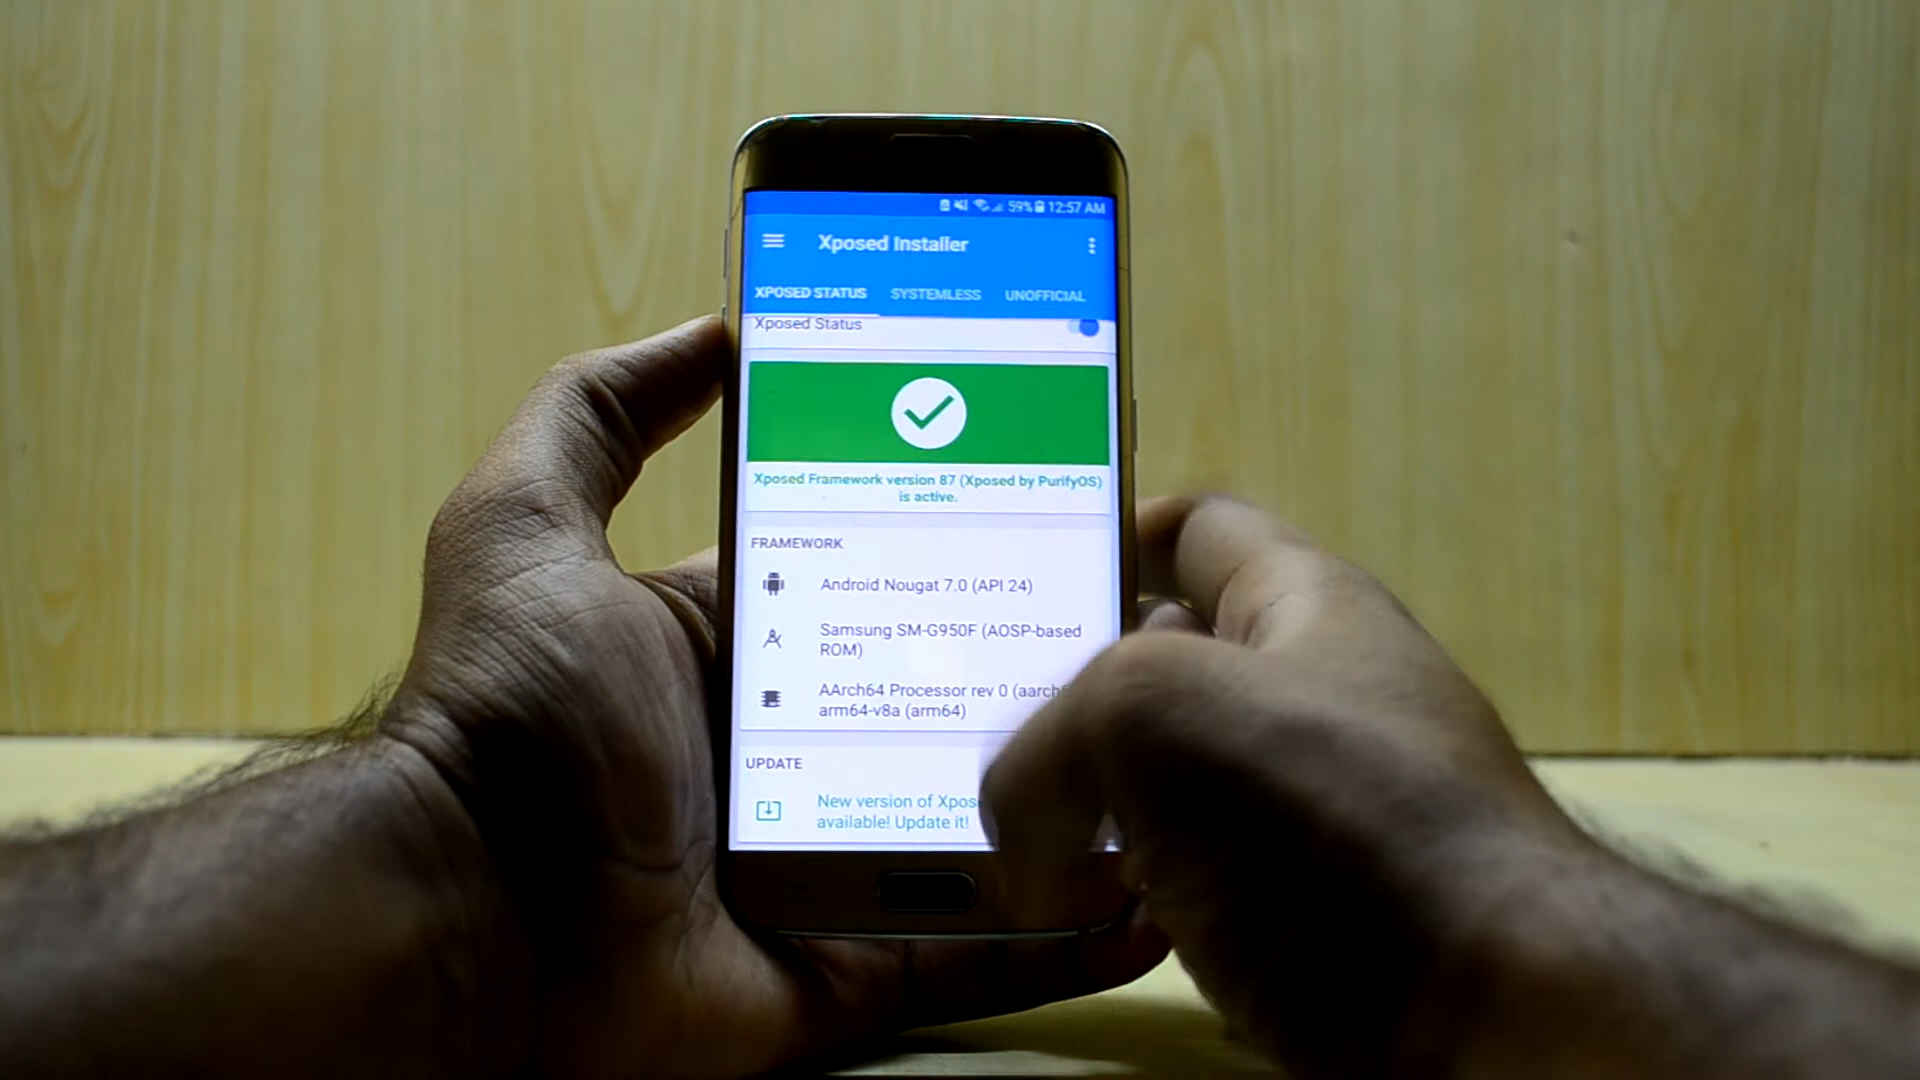 59% 12:57 AM
Xposed Installer
XPOSED STATUS SYSTEMLESS UNOFFICIAL
Xposed Status
Xposed Framework version 87 (Xposed by PurifyOS)
is active.
FRAMEWORK
Android Nougat 7.0 (API 24)
Samsung SM-G950F (AOSP-based
ROM)
AArch64 Processor rev 0 (aarch
arm64-v8a (arm64)
UPDATE
New version of Xpos
available! Update it!